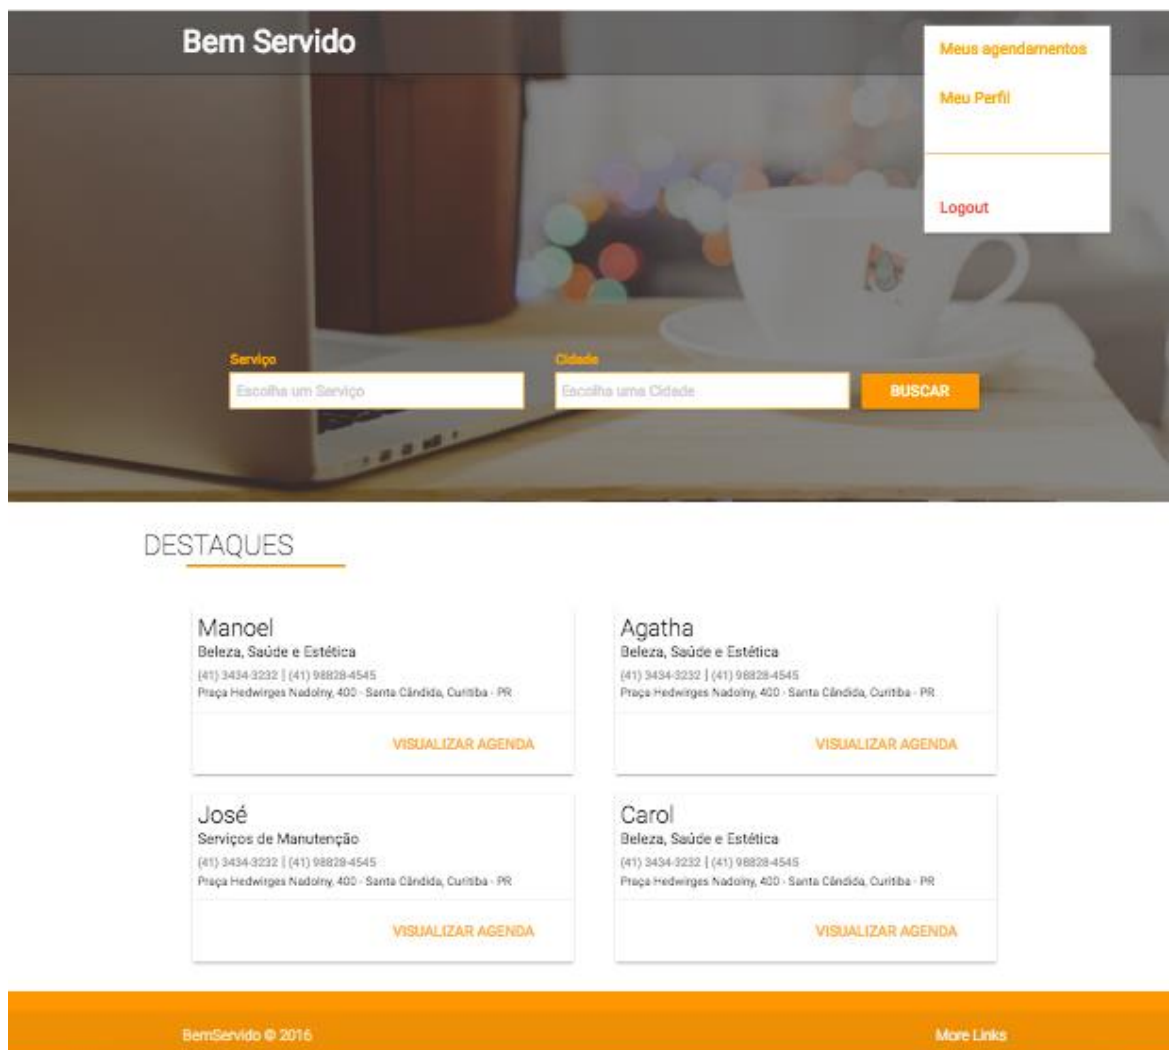 Bem Servido
Meus agendamentos
Meu Perfil
Logout
Serviço
Cidade
Escolha um Serviço
Escolha uma Cidade
BUSCAR
DESTAQUES
Manoel
Beleza, Saúde e Estética
(41) 3434-3232 | (41) 98828-4545
Praça Hedwirges Nadolny, 400 - Santa Cândida, Curitiba - PR
VISUALIZAR AGENDA
Agatha
Beleza, Saúde e Estética
(41) 3434-3232 | (41) 98828-4545
Praça Hedwirges Nadolny, 400 - Santa Cândida, Curitiba - PR
VISUALIZAR AGENDA
José
Serviços de Manutenção
(41) 3434-3232 | (41) 98828-4545
Praça Hedwirges Nadolny, 400 - Santa Cândida, Curitiba - PR
VISUALIZAR AGENDA
Carol
Beleza, Saúde e Estética
(41) 3434-3232 | (41) 98828-4545
Praça Hedwirges Nadolny, 400 - Santa Cândida, Curitiba - PR
VISUALIZAR AGENDA
BemServido © 2016
More Links